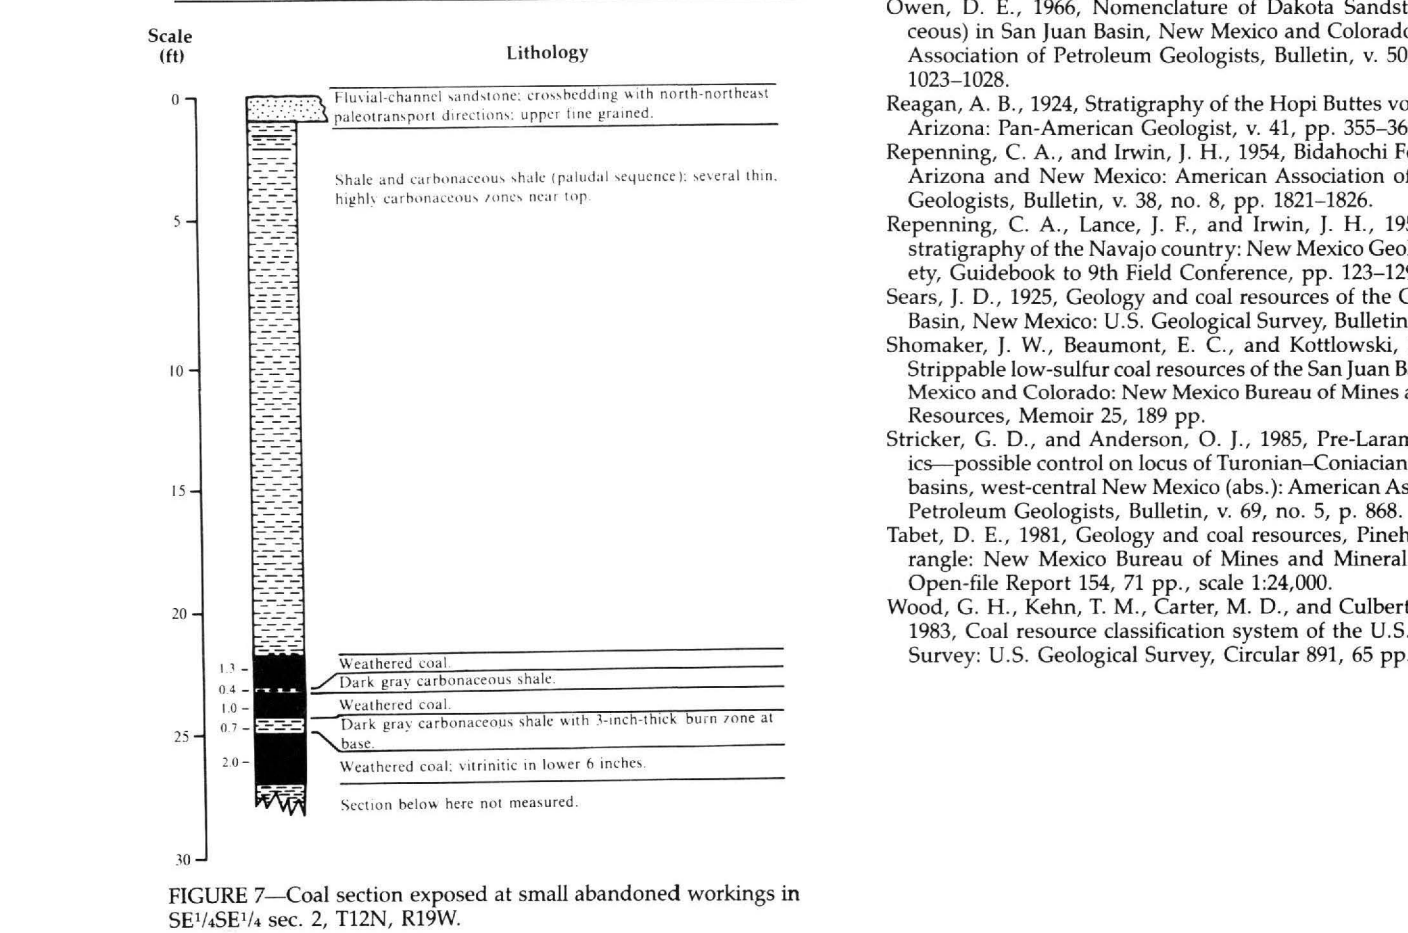 Scale
(ft)
Lithology
0
Fluvial-channel sandstone; crossbedding with north-northeast
paleotransport directions; upper fine grained.
Shale and carbonaceous shale (paludal sequence); several thin,
highly carbonaceous zones near top.
5
10
15
20
1.3
Weathered coal.
0.4
Dark gray carbonaceous shale.
1.0
Weathered coal.
0.7
Dark gray carbonaceous shale with 3-inch-thick burn zone at
base.
25
2.0
Weathered coal; vitrinitic in lower 6 inches.
Section below here not measured.
30
FIGURE 7—Coal section exposed at small abandoned workings in
SE¹/₄SE¹/₄ sec. 2, T12N, R19W.
Owen, D. E., 1966, Nomenclature of Dakota Sandst
ceous) in San Juan Basin, New Mexico and Colorado
Association of Petroleum Geologists, Bulletin, v. 50
1023–1028.
Reagan, A. B., 1924, Stratigraphy of the Hopi Buttes vo
Arizona: Pan-American Geologist, v. 41, pp. 355–36
Repenning, C. A., and Irwin, J. H., 1954, Bidahochi F
Arizona and New Mexico: American Association of
Geologists, Bulletin, v. 38, no. 8, pp. 1821–1826.
Repenning, C. A., Lance, J. F., and Irwin, J. H., 195
stratigraphy of the Navajo country: New Mexico Geo
ety, Guidebook to 9th Field Conference, pp. 123–129
Sears, J. D., 1925, Geology and coal resources of the G
Basin, New Mexico: U.S. Geological Survey, Bulletin
Shomaker, J. W., Beaumont, E. C., and Kottlowski,
Strippable low-sulfur coal resources of the San Juan B
Mexico and Colorado: New Mexico Bureau of Mines a
Resources, Memoir 25, 189 pp.
Stricker, G. D., and Anderson, O. J., 1985, Pre-Laram
ics—possible control on locus of Turonian–Coniacian
basins, west-central New Mexico (abs.): American As
Petroleum Geologists, Bulletin, v. 69, no. 5, p. 868.
Tabet, D. E., 1981, Geology and coal resources, Pineh
rangle: New Mexico Bureau of Mines and Mineral
Open-file Report 154, 71 pp., scale 1:24,000.
Wood, G. H., Kehn, T. M., Carter, M. D., and Culbert
1983, Coal resource classification system of the U.S.
Survey: U.S. Geological Survey, Circular 891, 65 pp.